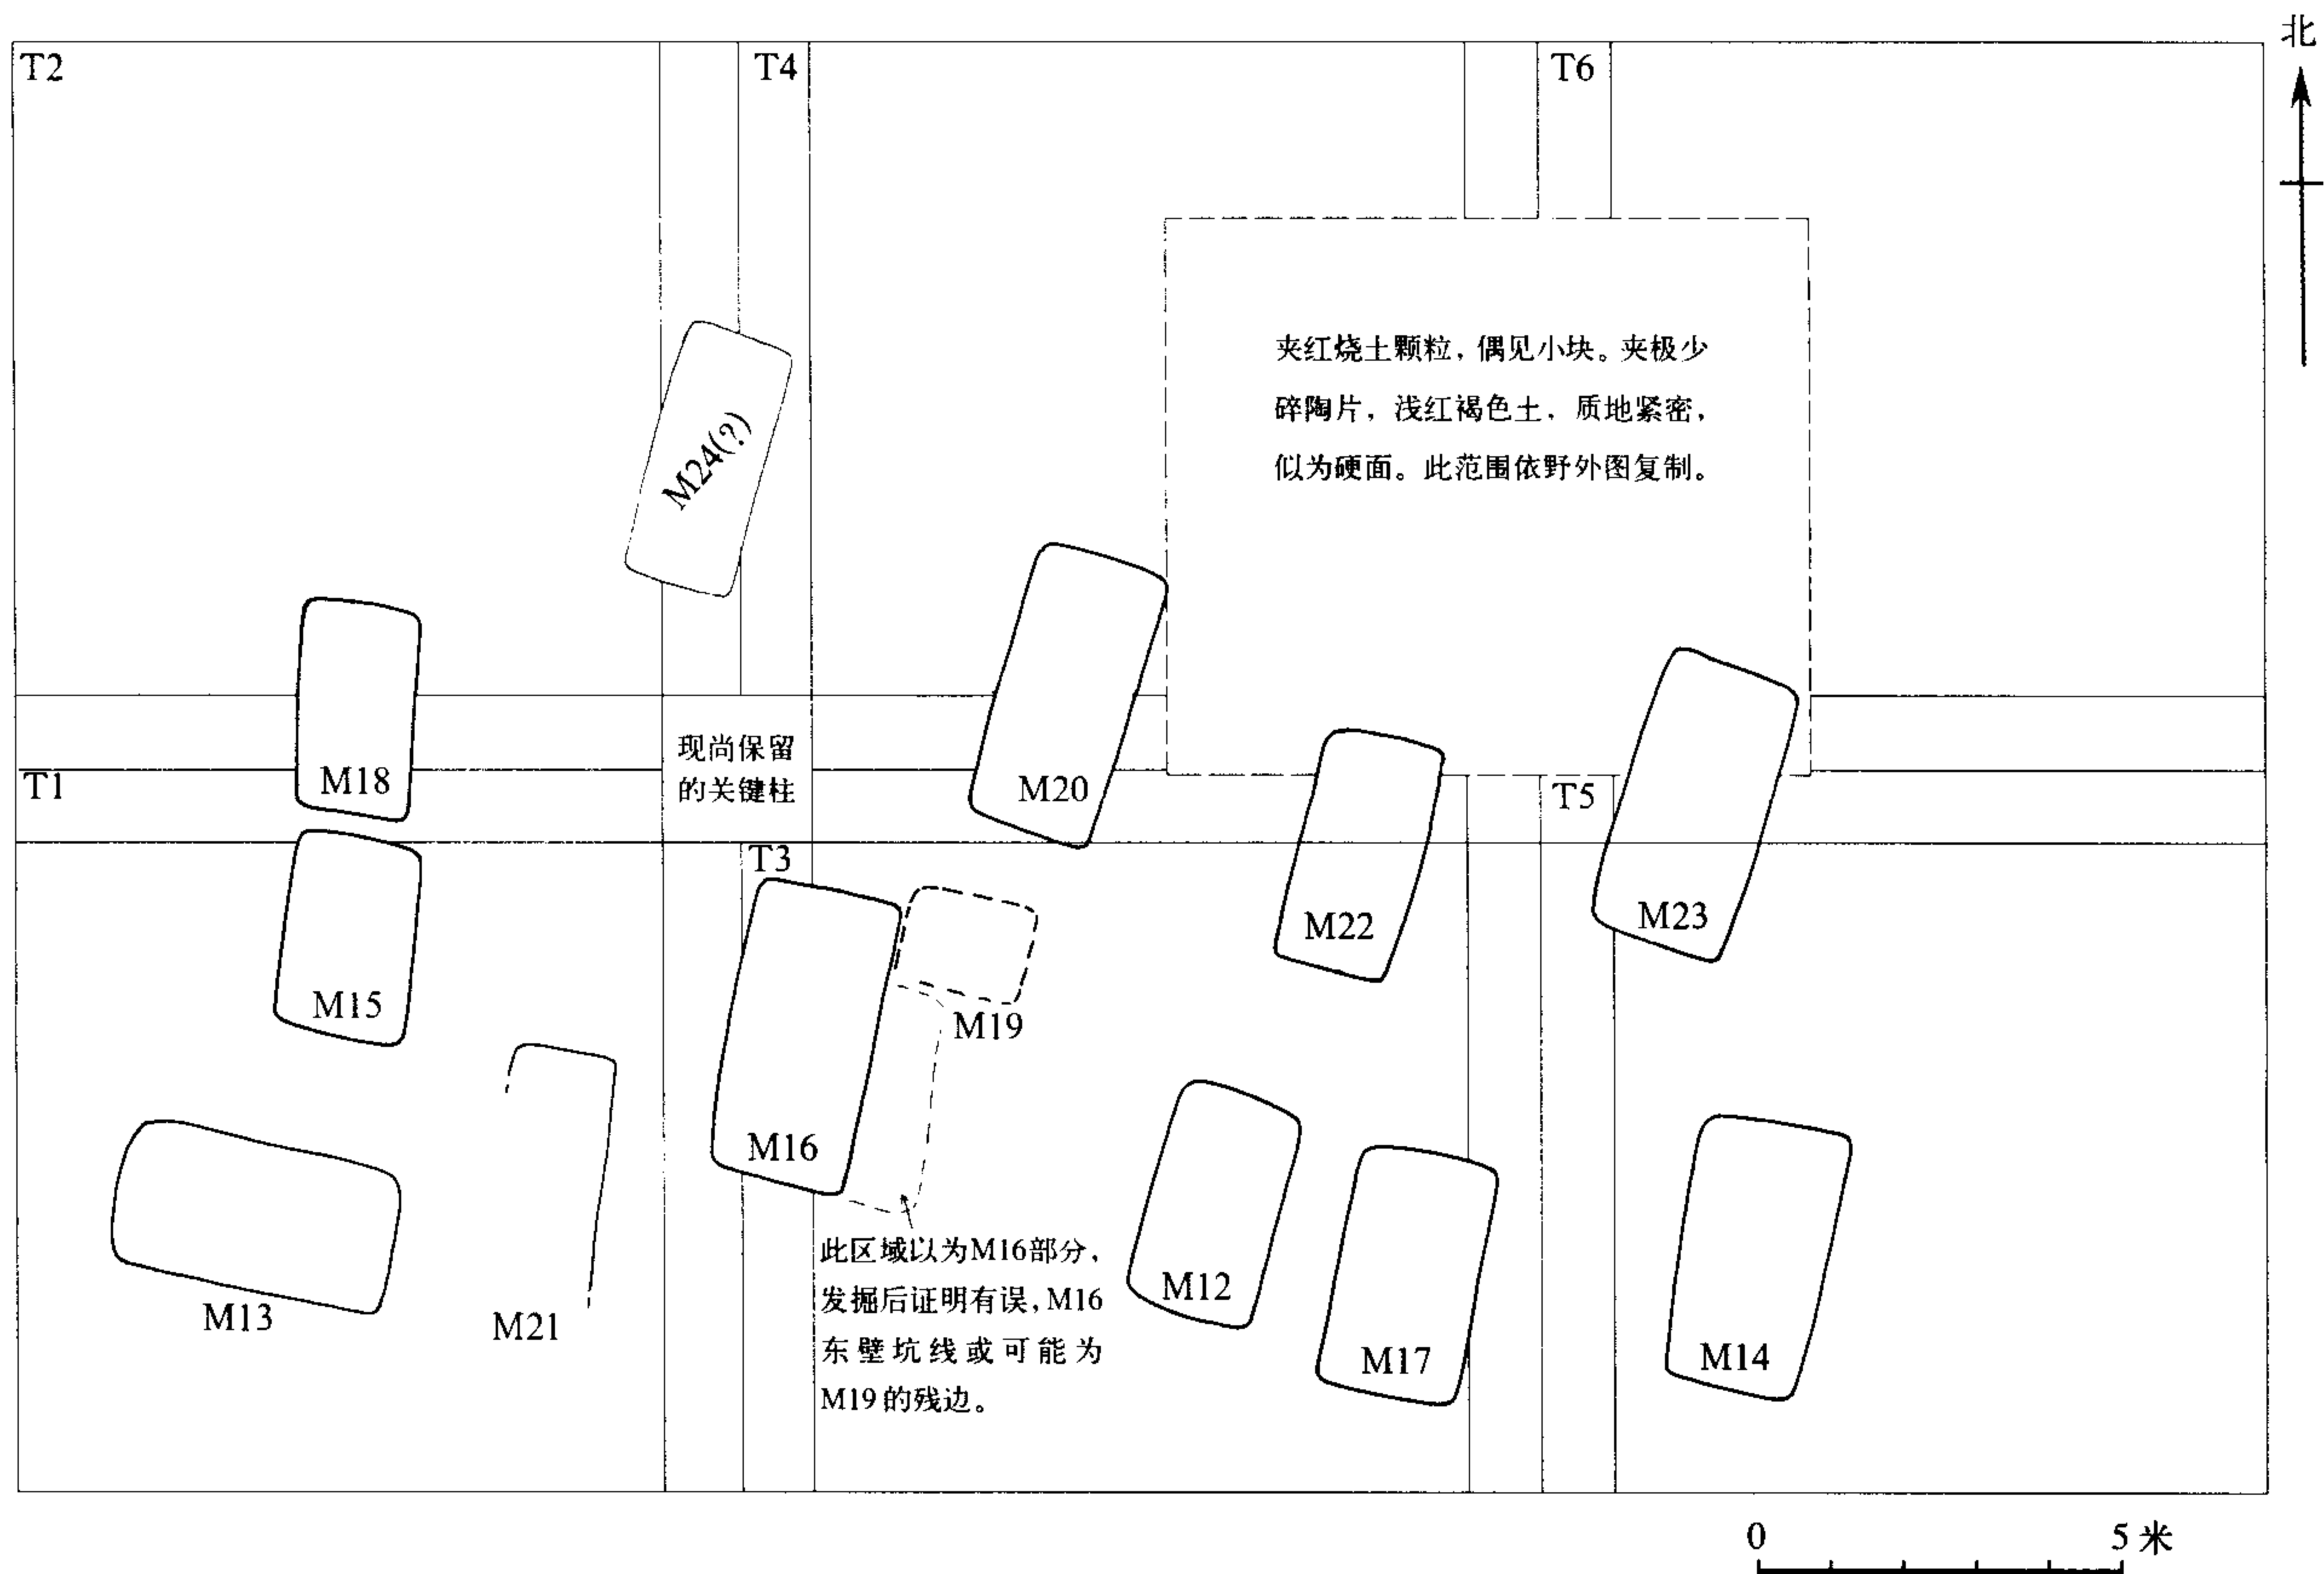 北
T2
T4
T6
夹红烧土颗粒，偶见小块。夹极少
碎陶片，浅红褐色土，质地紧密，
似为硬面。此范围依野外图复制。
M24(?)
现尚保留
的关键柱
T1
M18
M20
T5
T3
M22
M23
M15
M19
M16
此区域以为M16部分，
发掘后证明有误，M16
东壁坑线或可能为
M19的残边。
M13
M21
M12
M17
M14
0
5米